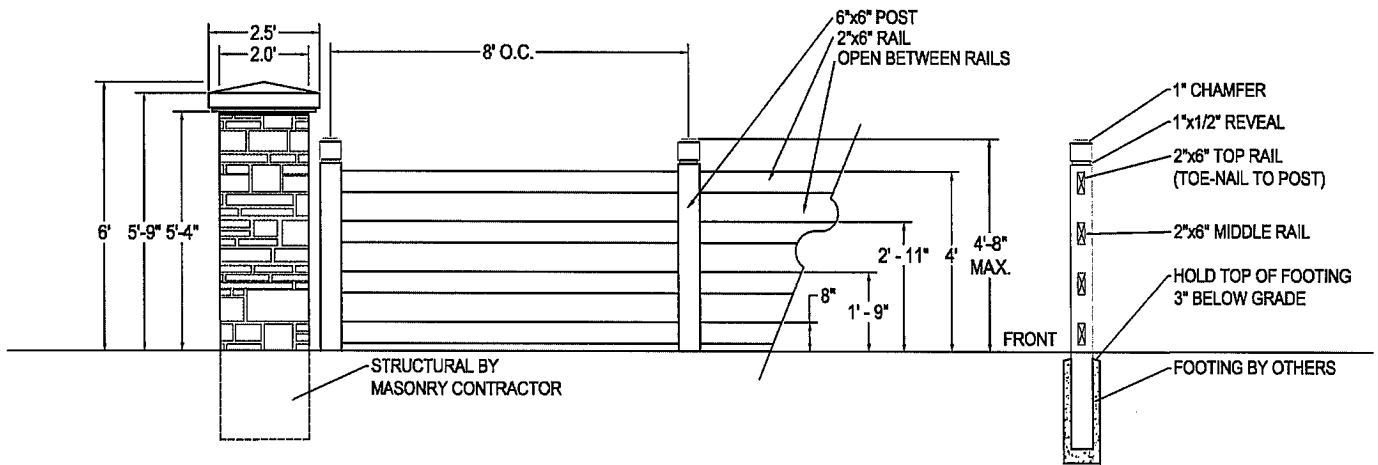 6"x6" POST
2"x6" RAIL
OPEN BETWEEN RAILS
2.5'
2.0'
8' O.C.
6'
5'-9"
5'-4"
8"
1' - 9"
2' - 11"
4'
4'-8"
MAX.
FRONT
STRUCTURAL BY
MASONRY CONTRACTOR
1" CHAMFER
1"x1/2" REVEAL
2"x6" TOP RAIL
(TOE-NAIL TO POST)
2"x6" MIDDLE RAIL
HOLD TOP OF FOOTING
3" BELOW GRADE
FOOTING BY OTHERS